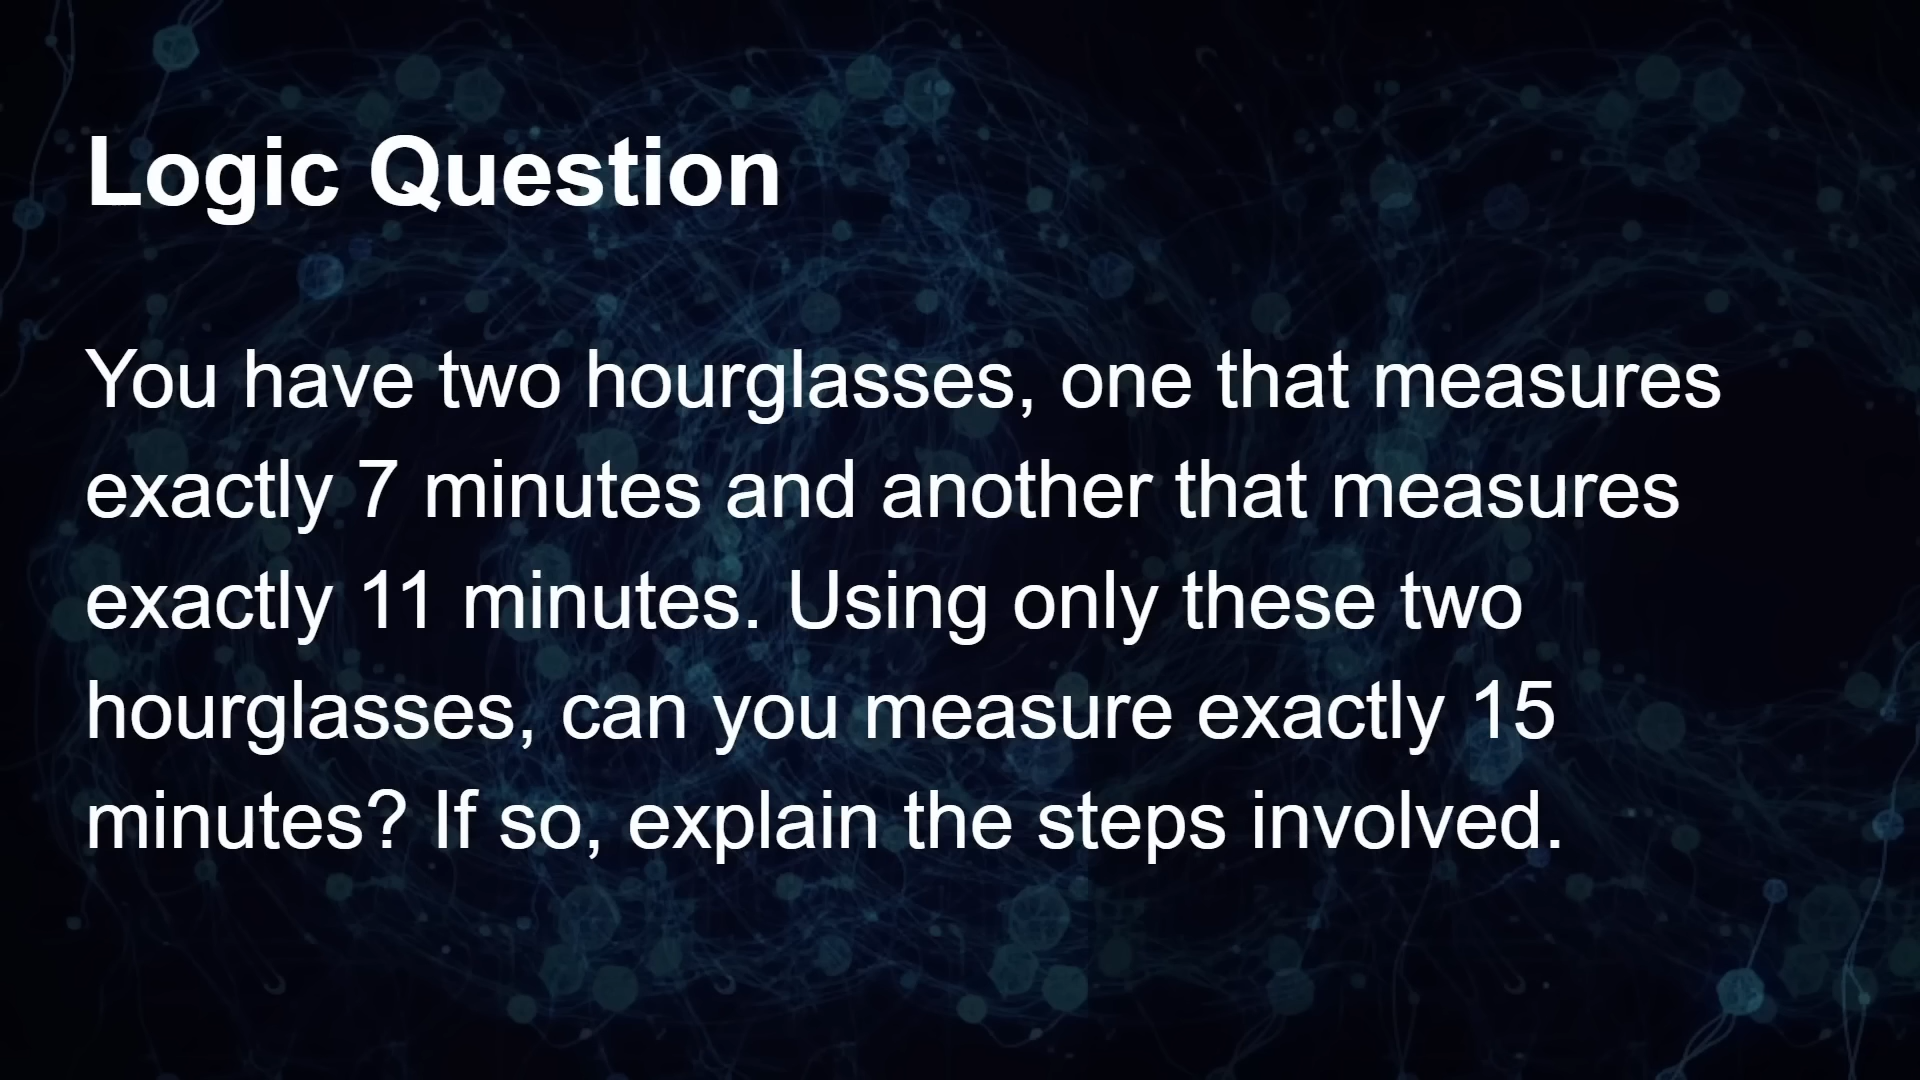 Logic Question
You have two hourglasses, one that measures
exactly 7 minutes and another that measures
exactly 11 minutes. Using only these two
hourglasses, can you measure exactly 15
minutes? If so, explain the steps involved.